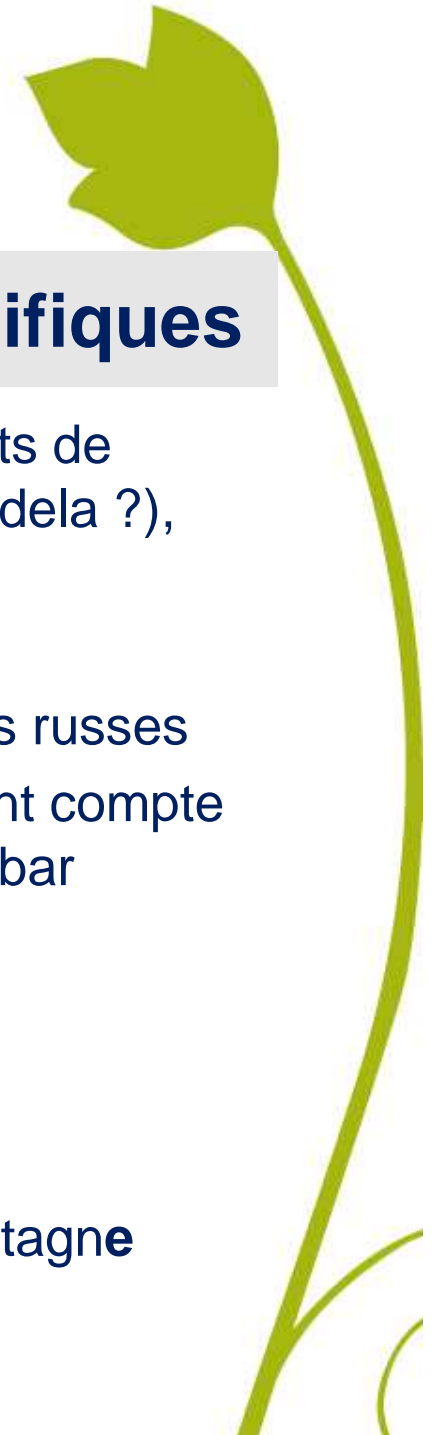 ifiques
ts de
dela ?),
s russes
nt compte
bar
tagne